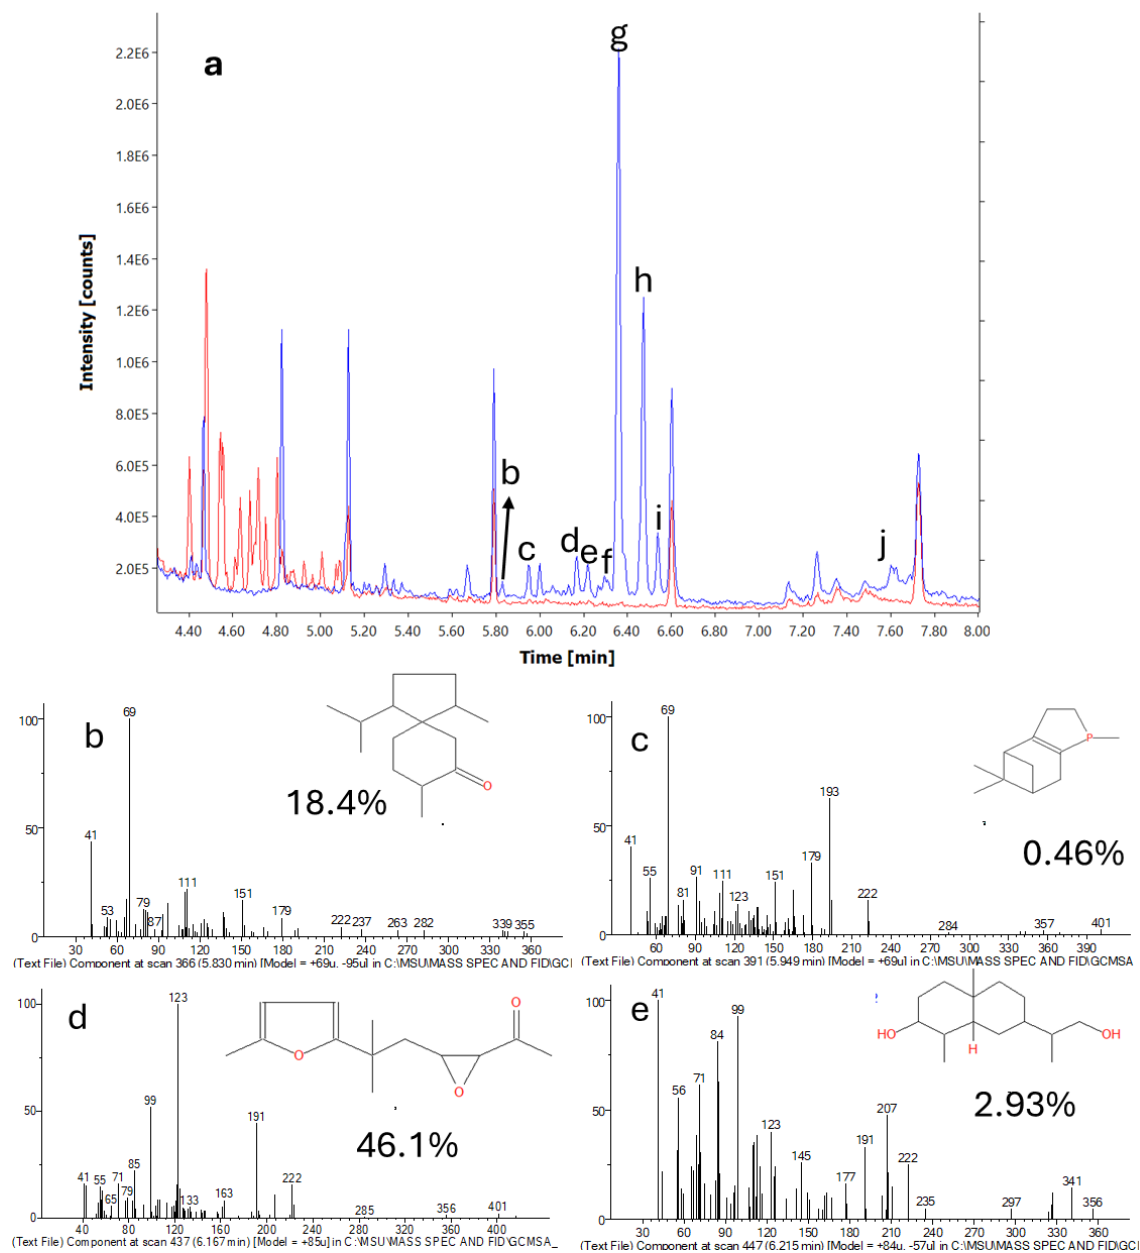 a
g
h
b
c
d
e
f
i
j
Intensity [counts]
2.2E6
2.0E6
1.8E6
1.6E6
1.4E6
1.2E6
1.0E6
8.0E5
6.0E5
4.0E5
2.0E5
4.40 4.60 4.80 5.00 5.20 5.40 5.60 5.80 6.00 6.20 6.40 6.60 6.80 7.00 7.20 7.40 7.60 7.80 8.00
Time [min]
b
18.4%
O
100
50
0
69
41
53
79
87
111
151
179
222
237
263
282
339
355
30 60 90 120 150 180 210 240 270 300 330 360
(Text File) Component at scan 366 (5.830 min) [Model = +69u, -95u] in C:\MSU\MASS SPEC AND FID\GC
c
P
0.46%
100
50
0
69
193
41
55
91
81
111
123
151
179
222
284
357
401
60 90 120 150 180 210 240 270 300 330 360 390
(Text File) Component at scan 391 (5.949 min) [Model = +69u] in C:\MSU\MASS SPEC AND FID\GCMSA
d
O
O
O
46.1%
100
50
0
123
99
191
41
55
65
71
79
85
133
163
222
285
356
401
40 80 120 160 200 240 280 320 360 400
(Text File) Component at scan 437 (6.167 min) [Model = +85u] in C:\MSU\MASS SPEC AND FID\GCMSA_
e
HO
H
OH
2.93%
100
50
0
41
99
84
71
56
123
145
177
191
207
222
235
297
341
356
30 60 90 120 150 180 210 240 270 300 330 360
(Text File) Component at scan 447 (6.215 min) [Model = +84u, -57u] in C:\MSU\MASS SPEC AND FID\GC